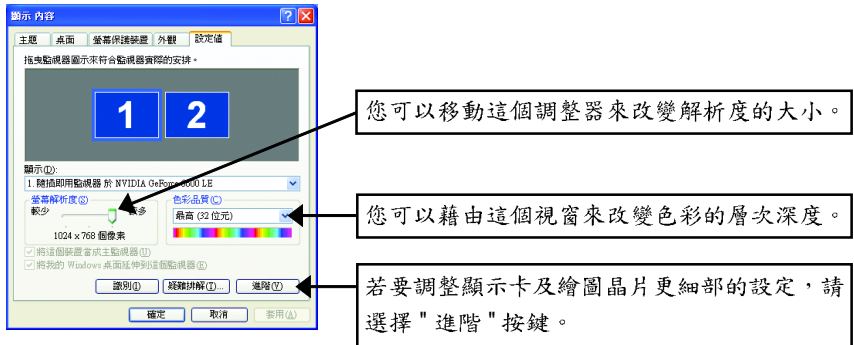 顯示 內容
主題 桌面 螢幕保護裝置 外觀 設定值
拖曳監視器圖示來符合監視器實際的安排。
1 2
您可以移動這個調整器來改變解析度的大小。
顯示(D):
1. 隨插即用監視器 於 NVIDIA GeForce 6600 LE
螢幕解析度(S) 色彩品質(C)
較少 較多 最高 (32 位元)
您可以藉由這個視窗來改變色彩的層次深度。
1024 x 768 個像素
將這個裝置當成主監視器(U)
將我的 Windows 桌面延伸到這個監視器(E)
識別(I) 疑難排解(T)... 進階(V)
若要調整顯示卡及繪圖晶片更細部的設定，請
選擇 " 進階 " 按鍵。
確定 取消 套用(A)